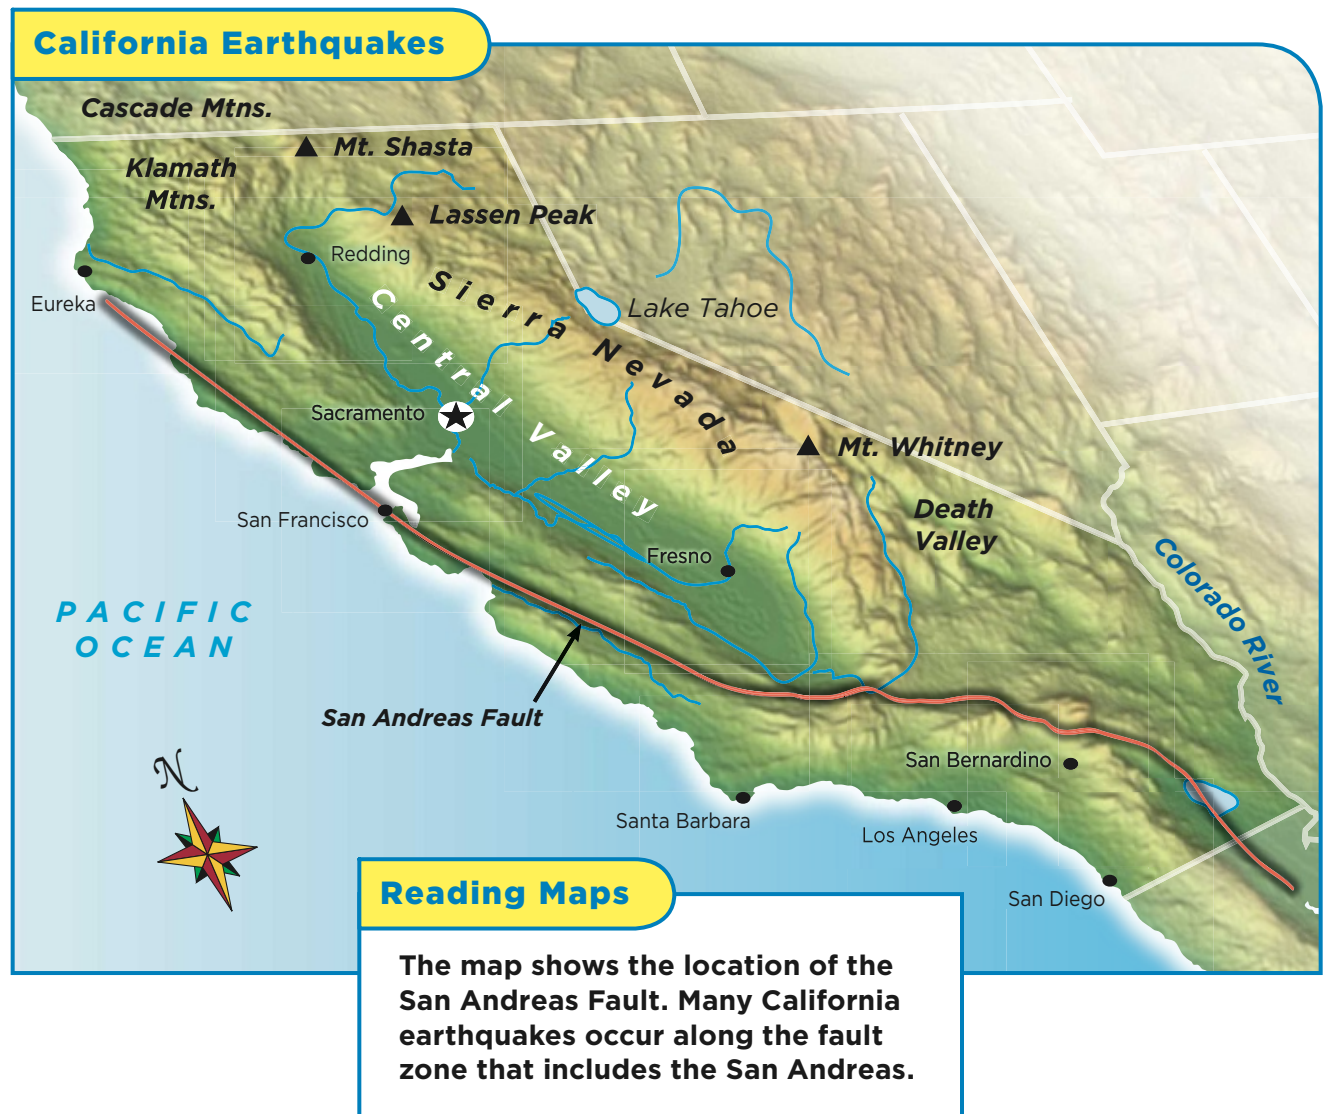 California Earthquakes
Cascade Mtns.
Mt. Shasta
Klamath
Mtns.
Lassen Peak
Redding
Eureka
Sierra Nevada
Central Valley
Lake Tahoe
Sacramento
Mt. Whitney
San Francisco
Death
Valley
Fresno
Colorado River
PACIFIC
OCEAN
San Andreas Fault
San Bernardino
N
Santa Barbara
Los Angeles
San Diego
Reading Maps
The map shows the location of the
San Andreas Fault. Many California
earthquakes occur along the fault
zone that includes the San Andreas.